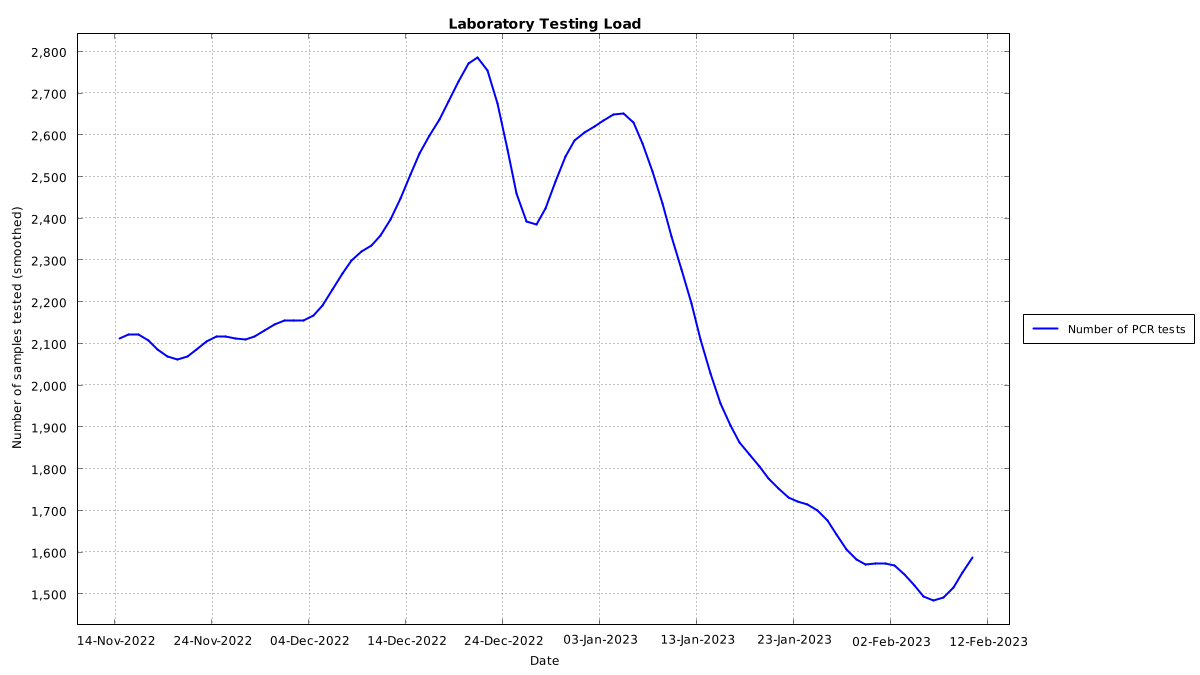 Laboratory Testing Load
2,800
2,700
2,600
2,500
2,400
2,300
2,200
2,100
2,000
1,900
1,800
1,700
1,600
1,500
Number of samples tested (smoothed)
14-Nov-2022 24-Nov-2022 04-Dec-2022 14-Dec-2022 24-Dec-2022 03-Jan-2023 13-Jan-2023 23-Jan-2023 02-Feb-2023 12-Feb-2023
Date
Number of PCR tests